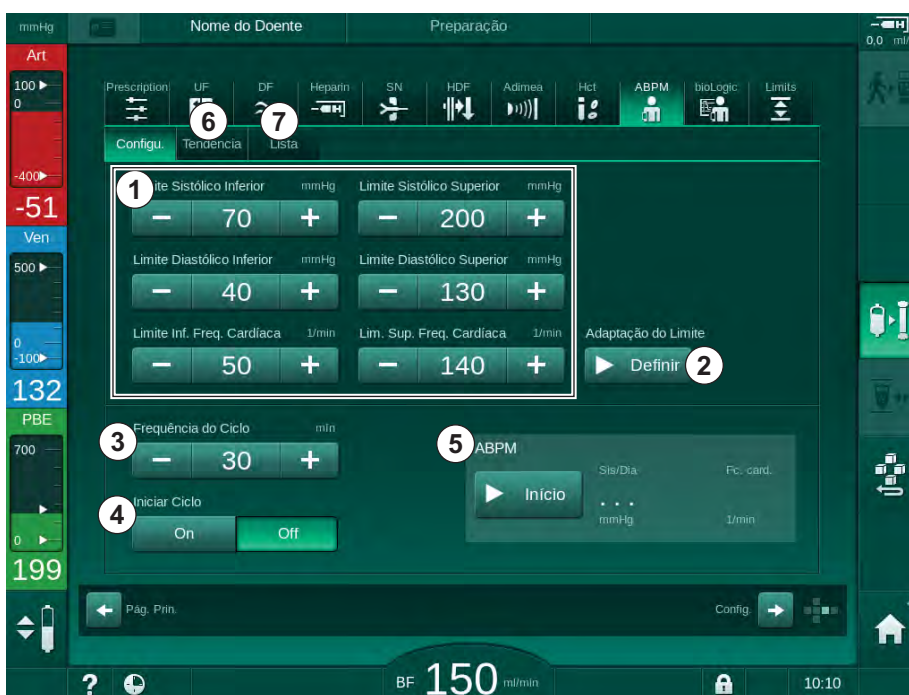 mmHg
Nome do Doente
Preparação
0,0 ml/
Art
100
0
-400
-51
Ven
500
0
-100
132
PBE
700
0
199
Prescription UF DF Heparin SN HDF Adimea Hct ABPM bioLogic Limits
6 7
Configu. Tendência Lista
1
ite Sistólico Inferior mmHg Limite Sistólico Superior mmHg
− 70 + − 200 +
Limite Diastólico Inferior mmHg Limite Diastólico Superior mmHg
− 40 + − 130 +
Limite Inf. Freq. Cardíaca 1/min Lim. Sup. Freq. Cardíaca 1/min Adaptação do Limite
− 50 + − 140 + Definir 2
3 Frequência do Ciclo min
− 30 +
5 ABPM
Sis/Dia Fc. card.
Início . . .
mmHg 1/min
Iniciar Ciclo
4 On Off
Pág. Prin. Config.
? BF 150 ml/min 10:10